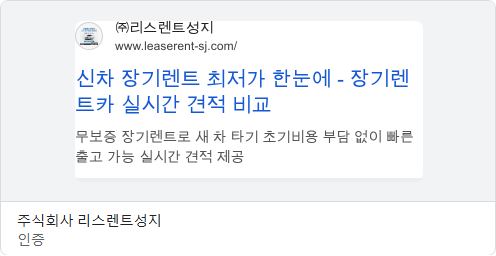 ㈜리스렌트성지
www.leaserent-sj.com/
신차 장기렌트 최저가 한눈에 - 장기렌
트카 실시간 견적 비교
무보증 장기렌트로 새 차 타기 초기비용 부담 없이 빠른
출고 가능 실시간 견적 제공
주식회사 리스렌트성지
인증